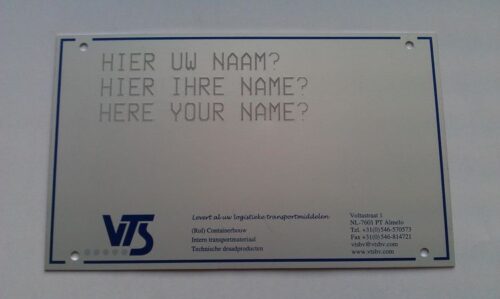 HIER UW NAAM?
HIER IHRE NAME?
HERE YOUR NAME?
VTS
Levert al uw logistieke transportmiddelen
(Rol) Containerbouw
Intern transportmateriaal
Technische draadproducten
Voltastraat 1
NL-7601 PT Almelo
Tel. +31(0)546-570573
Fax +31(0)546-814721
vtsbv@vtsbv.com
www.vtsbv.com